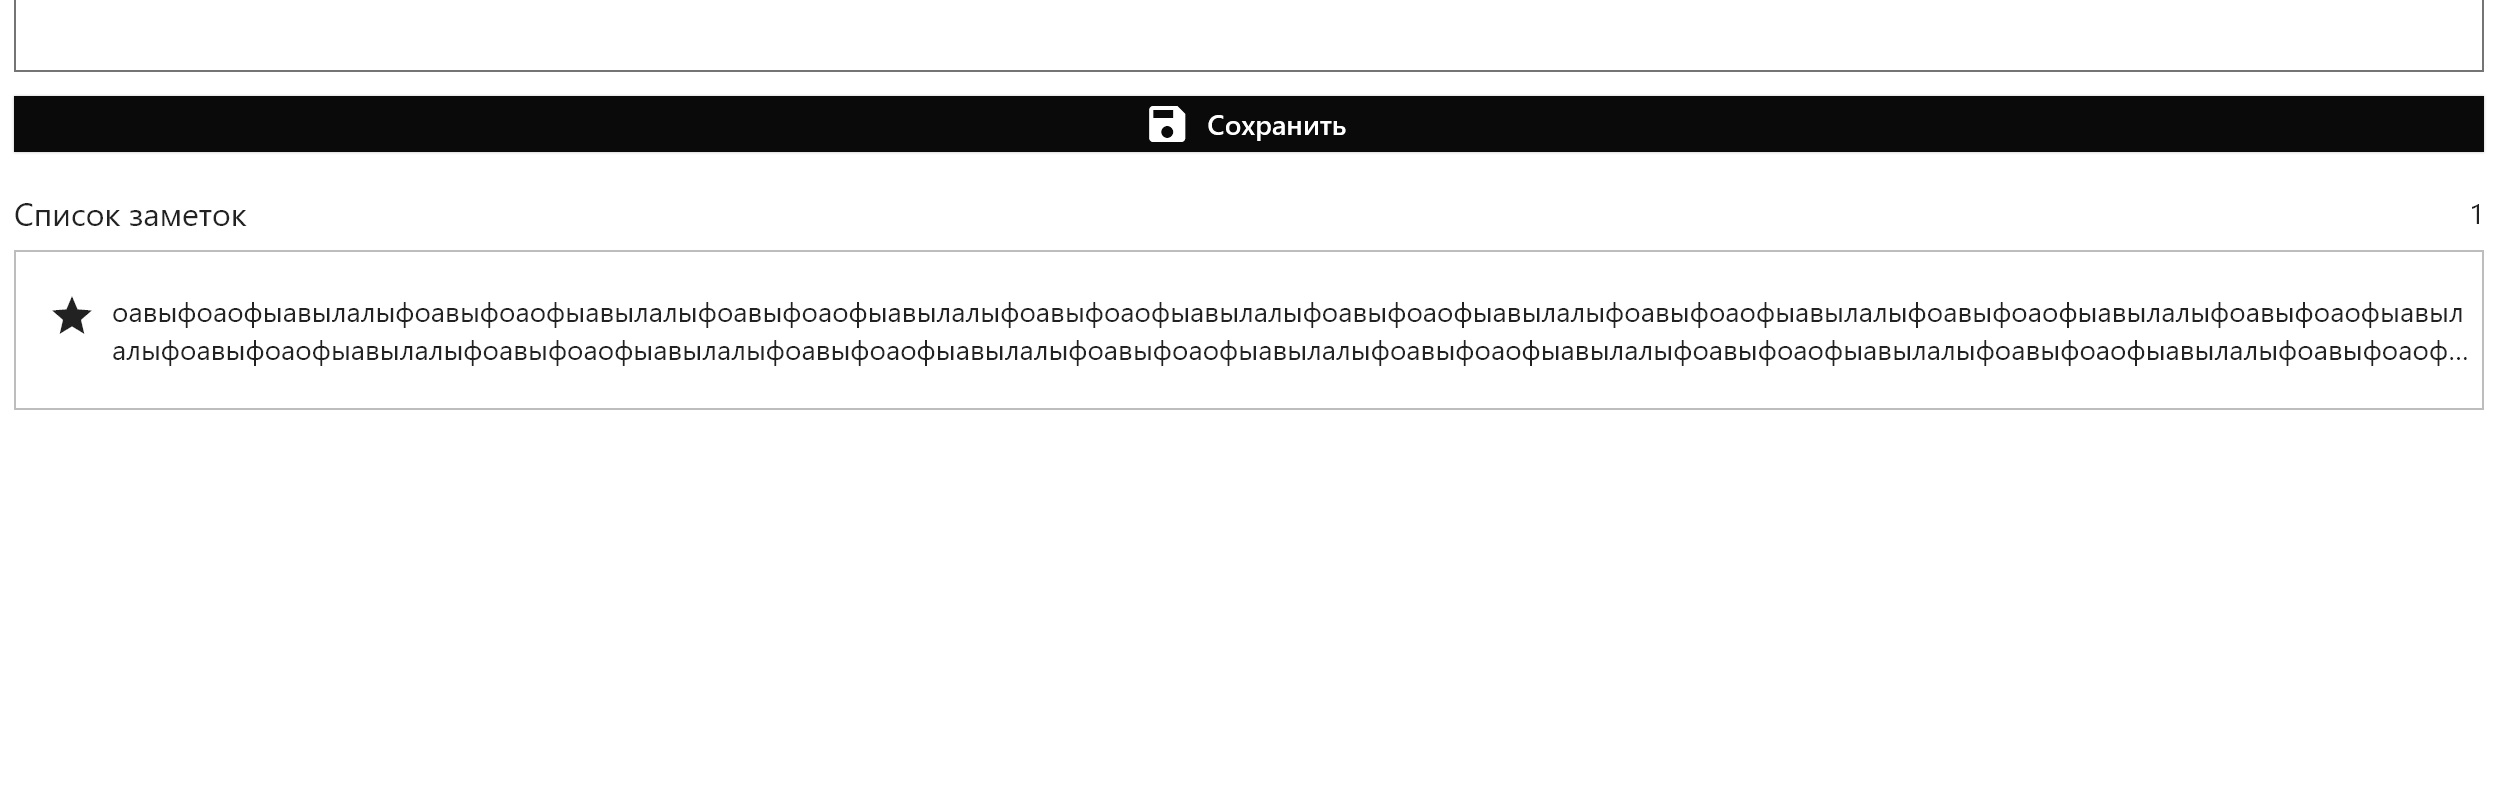 Сохранить
Список заметок
1
оавыфоаофыавылалыфоавыфоаофыавылалыфоавыфоаофыавылалыфоавыфоаофыавылалыфоавыфоаофыавылалыфоавыфоаофыавылалыфоавыфоаофыавылалыфоавыфоаофыавыл
алыфоавыфоаофыавылалыфоавыфоаофыавылалыфоавыфоаофыавылалыфоавыфоаофыавылалыфоавыфоаофыавылалыфоавыфоаофыавылалыфоавыфоаофыавылалыфоавыфоаоф...